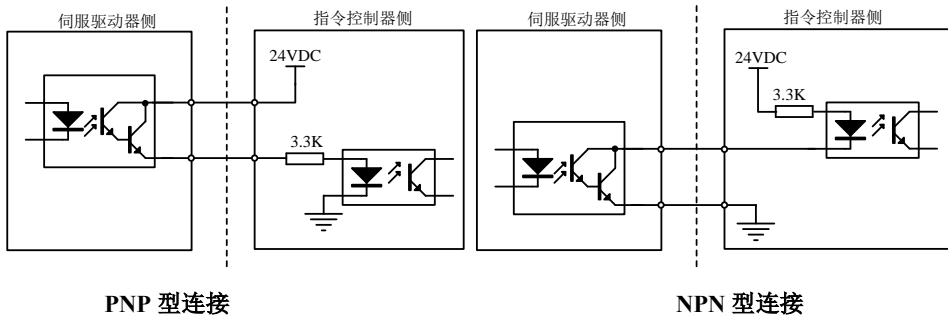 伺服驱动器侧
指令控制器侧
24VDC
3.3K
PNP 型连接
伺服驱动器侧
指令控制器侧
24VDC
3.3K
NPN 型连接